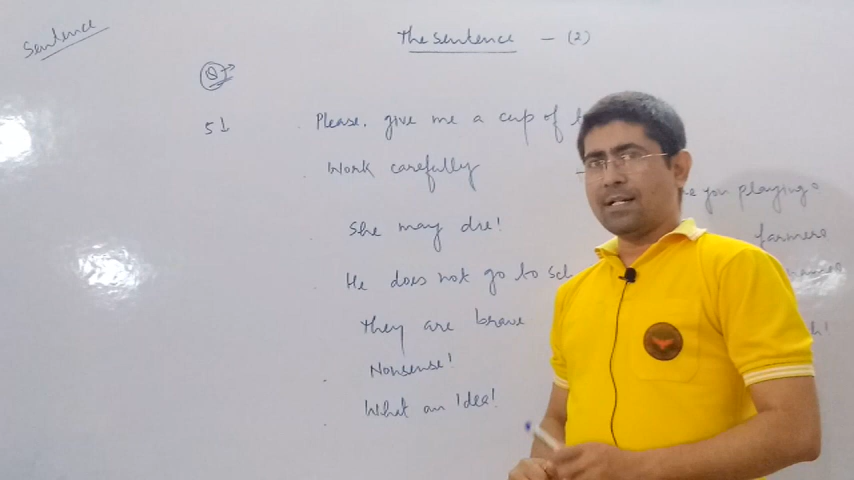 Sentence
The sentence - (2)
Q
51
Please, give me a cup of
Work carefully
you playing
She may die!
farmers
He does not go to
They are brave
Nonsense!
What an Idea!